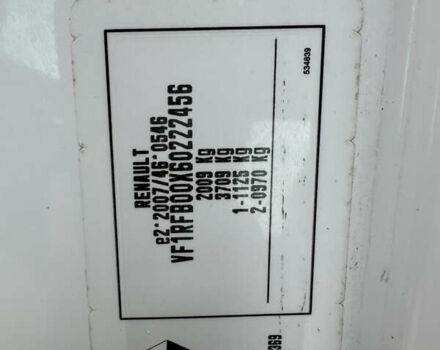 RENAULT
e2*2007/46*0546
VF1RFB00X60222456
2009 Kg
3709 Kg
1-1125 Kg
2-0970 Kg
534839
369